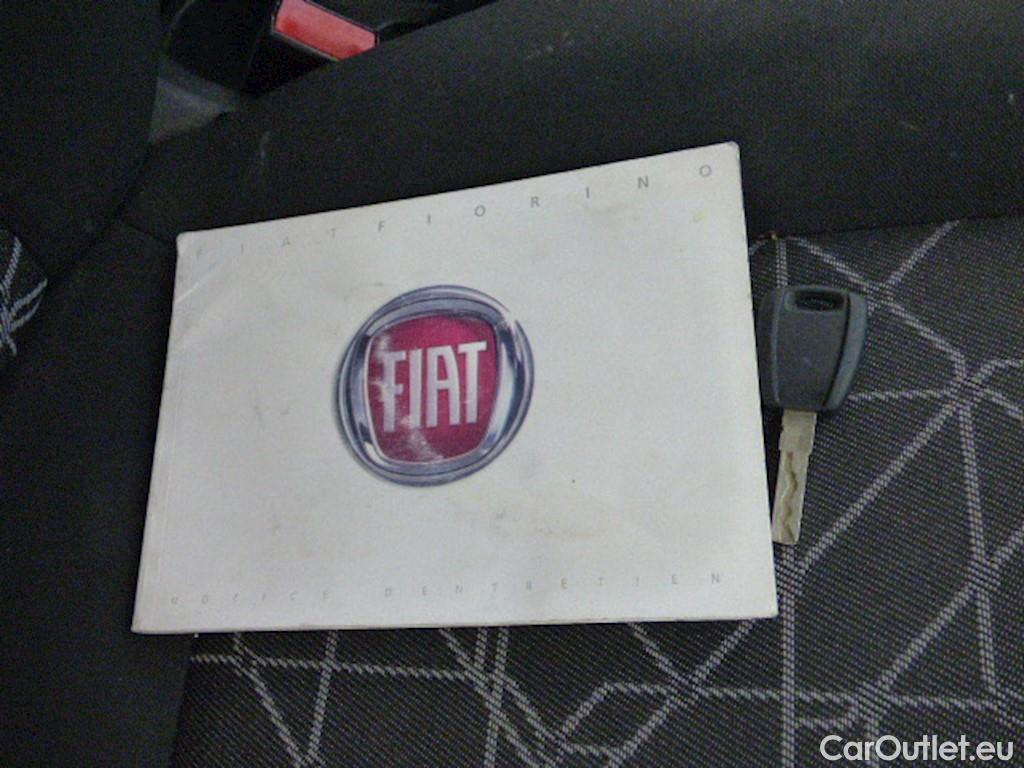 FIAT FIORINO
FIAT
NOTICE D'ENTRETIEN
CarOutlet.eu